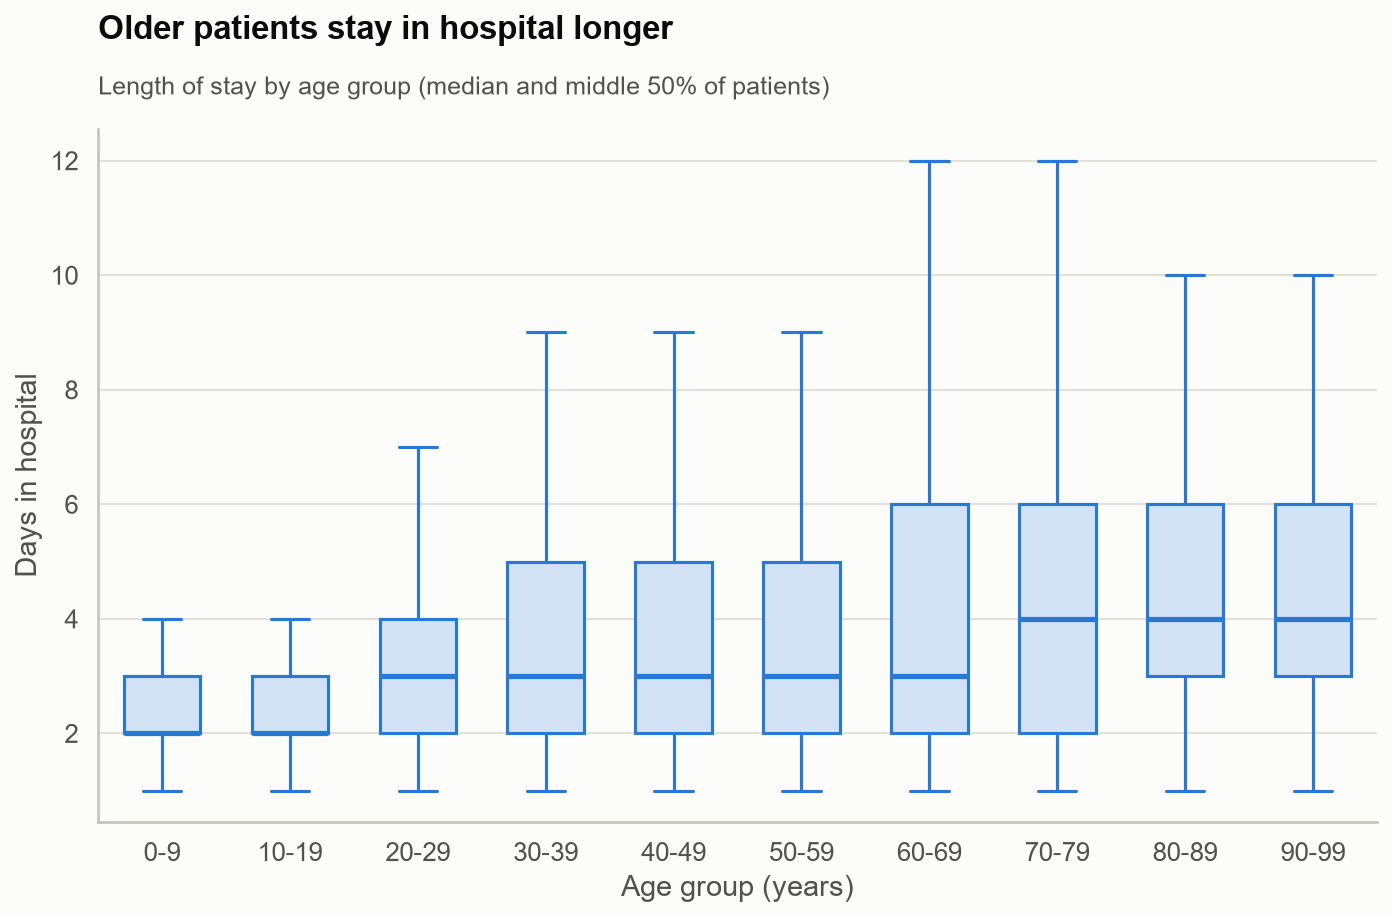 Older patients stay in hospital longer
Length of stay by age group (median and middle 50% of patients)
Days in hospital
12
10
8
6
4
2
0-9 10-19 20-29 30-39 40-49 50-59 60-69 70-79 80-89 90-99
Age group (years)